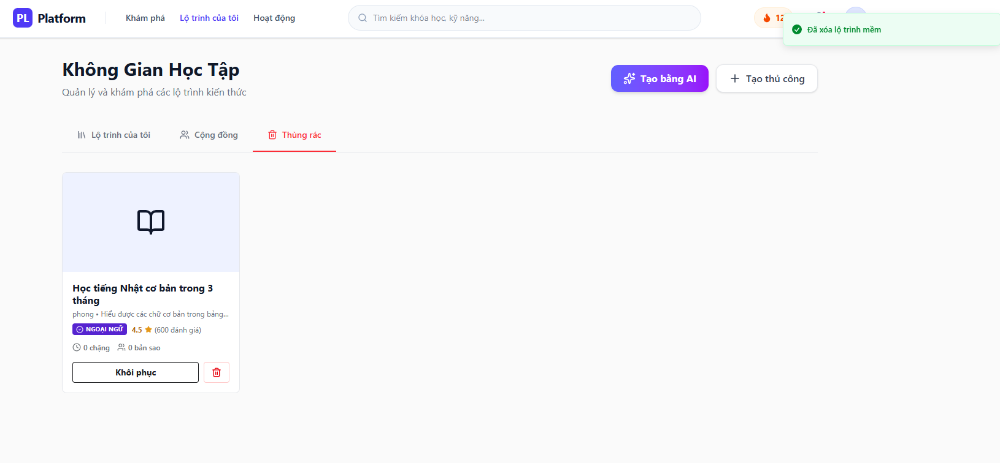 PL Platform
Khám phá
Lộ trình của tôi
Hoạt động
Tìm kiếm khóa học, kỹ năng...
Đã xóa lộ trình mềm
Không Gian Học Tập
Quản lý và khám phá các lộ trình kiến thức
Tạo bằng AI
Tạo thủ công
Lộ trình của tôi
Cộng đồng
Thùng rác
Học tiếng Nhật cơ bản trong 3
tháng
phong • Hiểu được các chữ cơ bản trong bảng...
NGOẠI NGỮ 4.5 (600 đánh giá)
0 chặng 0 bản sao
Khôi phục